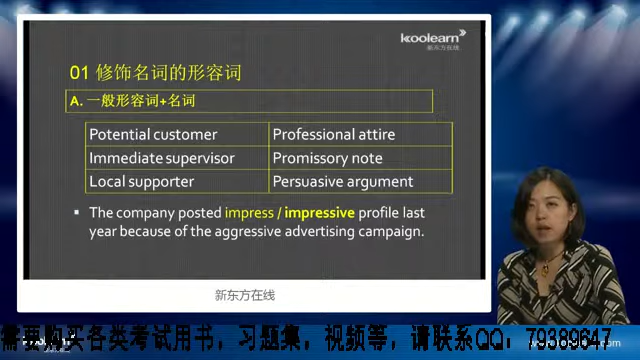 koolearn
新东方在线
01 修饰名词的形容词
A. 一般形容词+名词
Potential customer
Professional attire
Immediate supervisor
Promissory note
Local supporter
Persuasive argument
▪ The company posted impress / impressive profile last
year because of the aggressive advertising campaign.
新东方在线
需要购买各类考试用书，习题集，视频等，请联系QQ：79389647